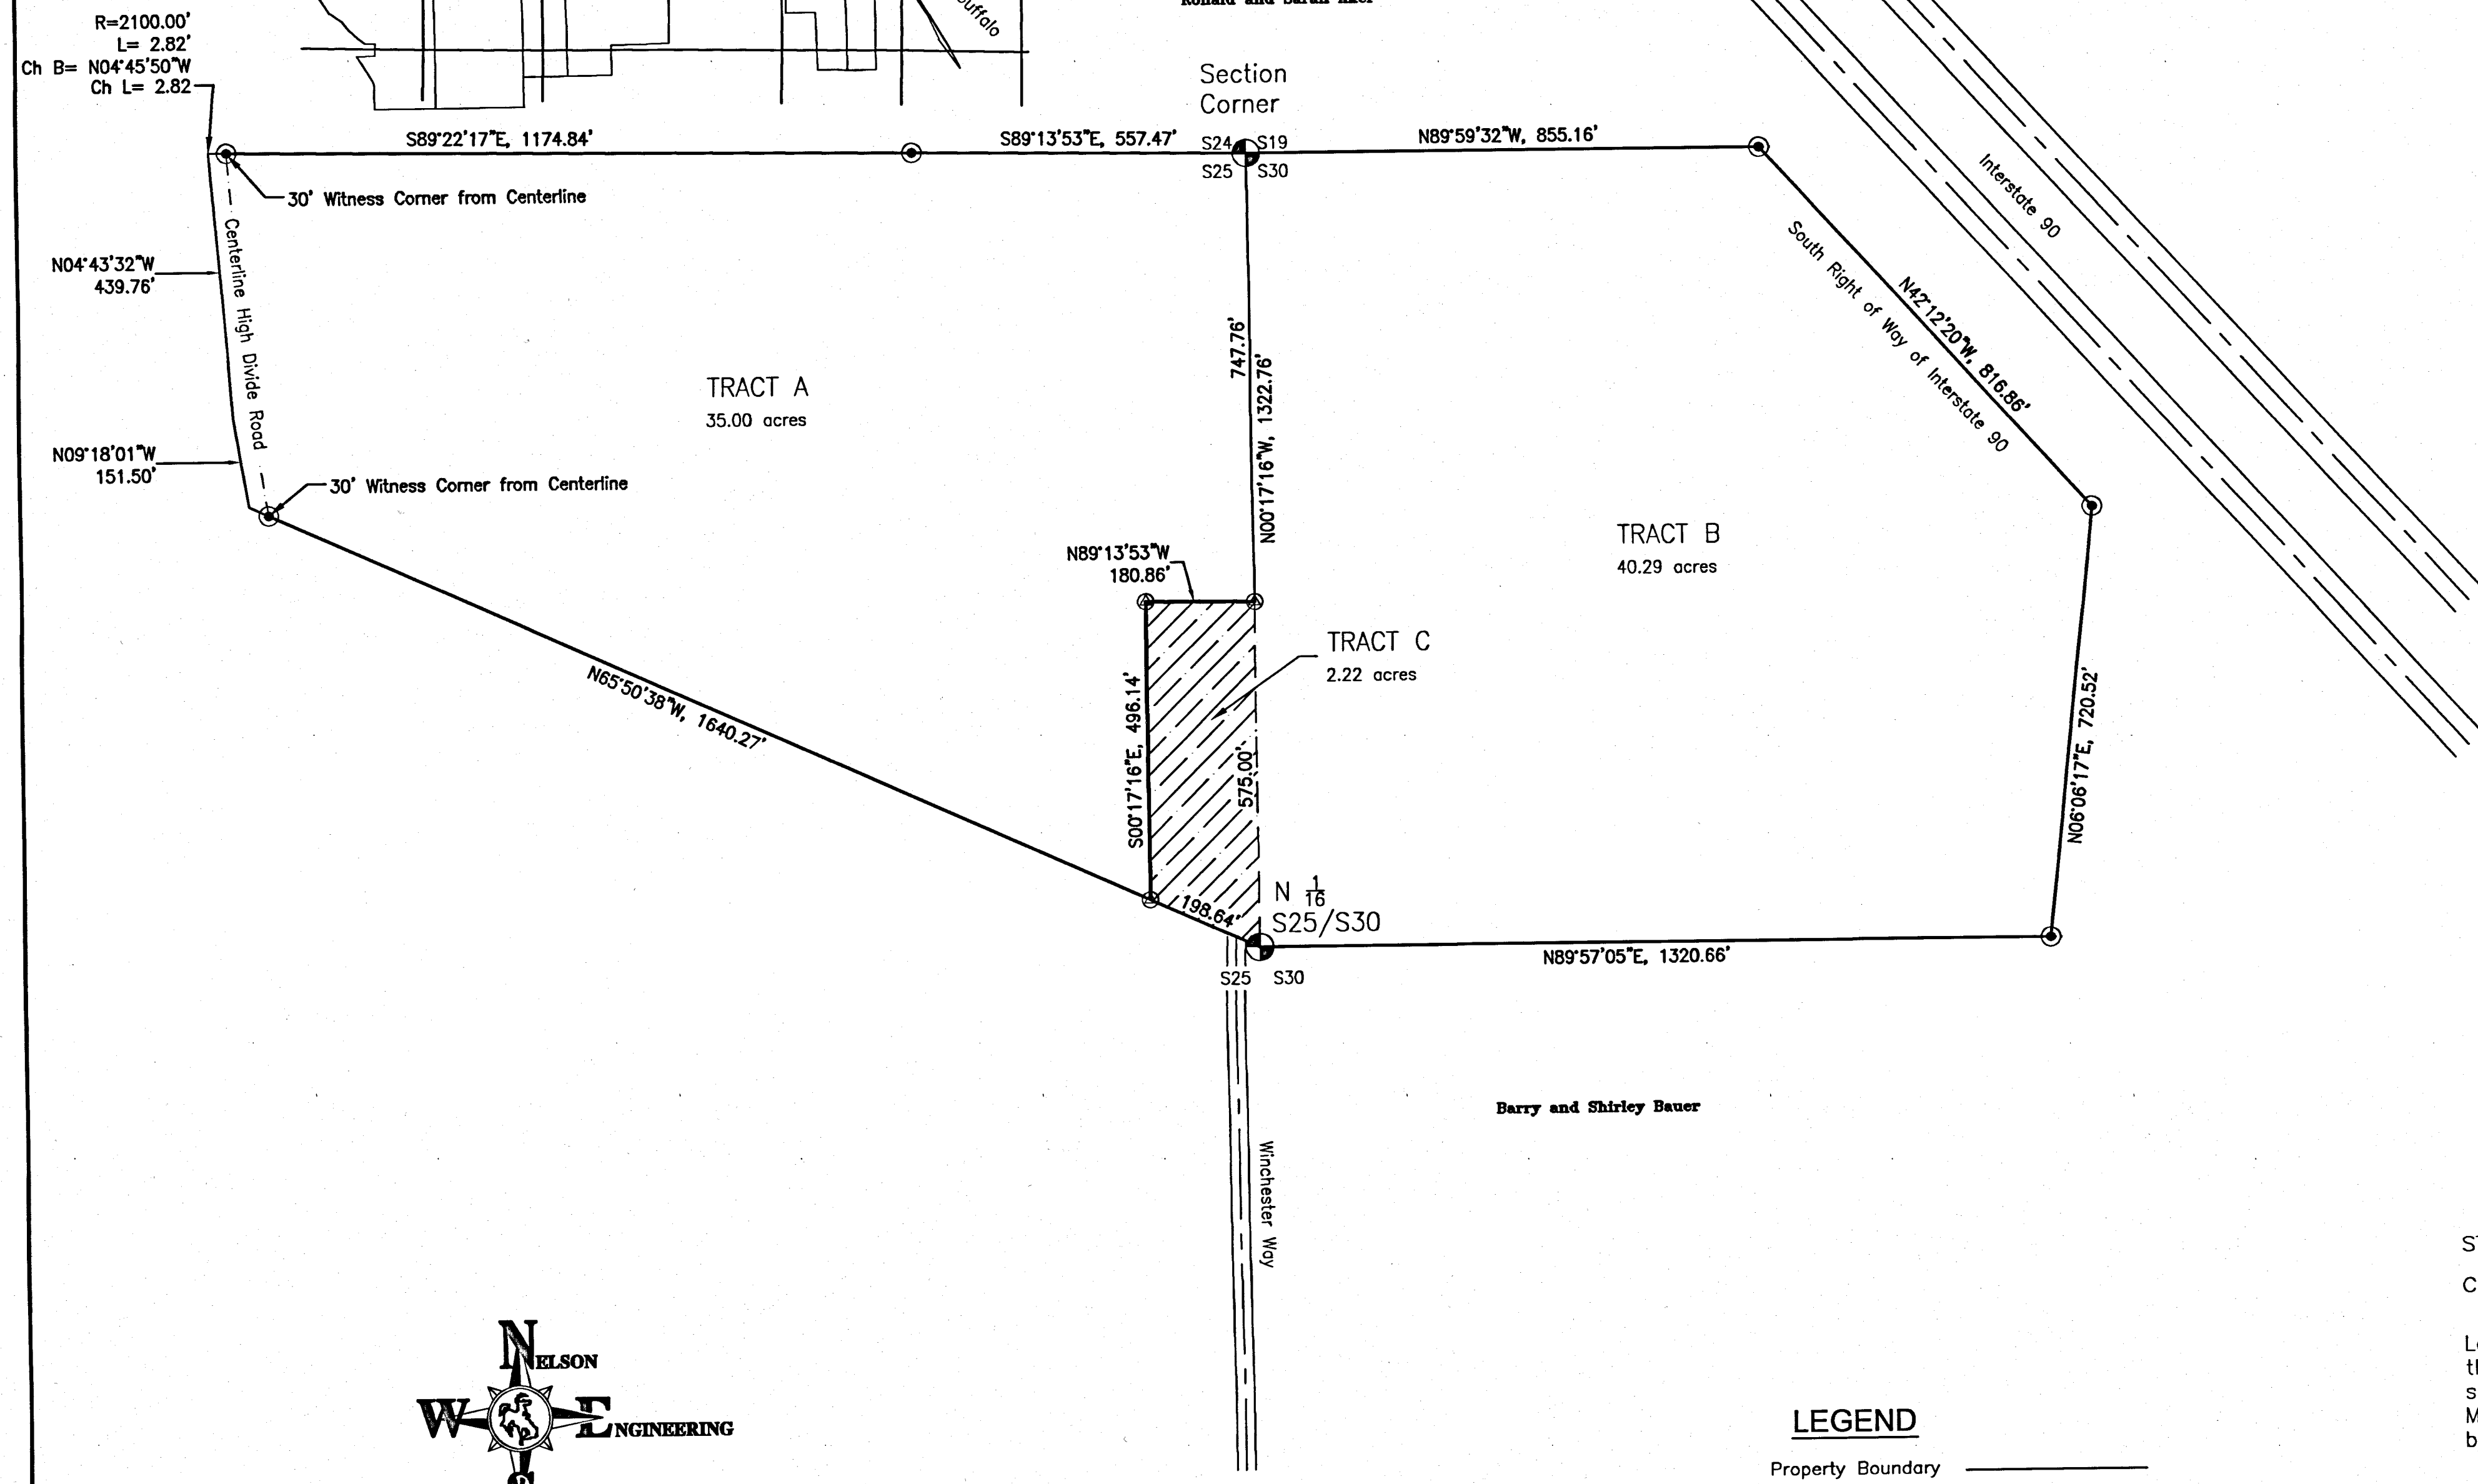 R=2100.00'
L= 2.82'
Ch B= N04°45'50"W
Ch L= 2.82
Buffalo
Ronald and Sarah
Section
Corner
S89°22'17"E, 1174.84'
S89°13'53"E, 557.47'
S24 S19
S25 S30
N89°59'32"W, 855.16'
30' Witness Corner from Centerline
Interstate 90
South Right of Way of Interstate 90
N42°12'20"W, 816.86'
N04°43'32"W
439.76'
Centerline High Divide Road
TRACT A
35.00 acres
747.76'
N00°17'16"W, 1322.76'
N09°18'01"W
151.50'
30' Witness Corner from Centerline
N89°13'53"W
180.86'
TRACT B
40.29 acres
TRACT C
2.22 acres
N65°50'38"W, 1640.27'
S00°17'16"E, 496.14'
575.00'
N06°06'17"E, 720.52'
198.64'
N 1/16
S25/S30
N89°57'05"E, 1320.66'
S25 S30
Barry and Shirley Bauer
Winchester Way
NELSON
W ENGINEERING
S
LEGEND
Property Boundary